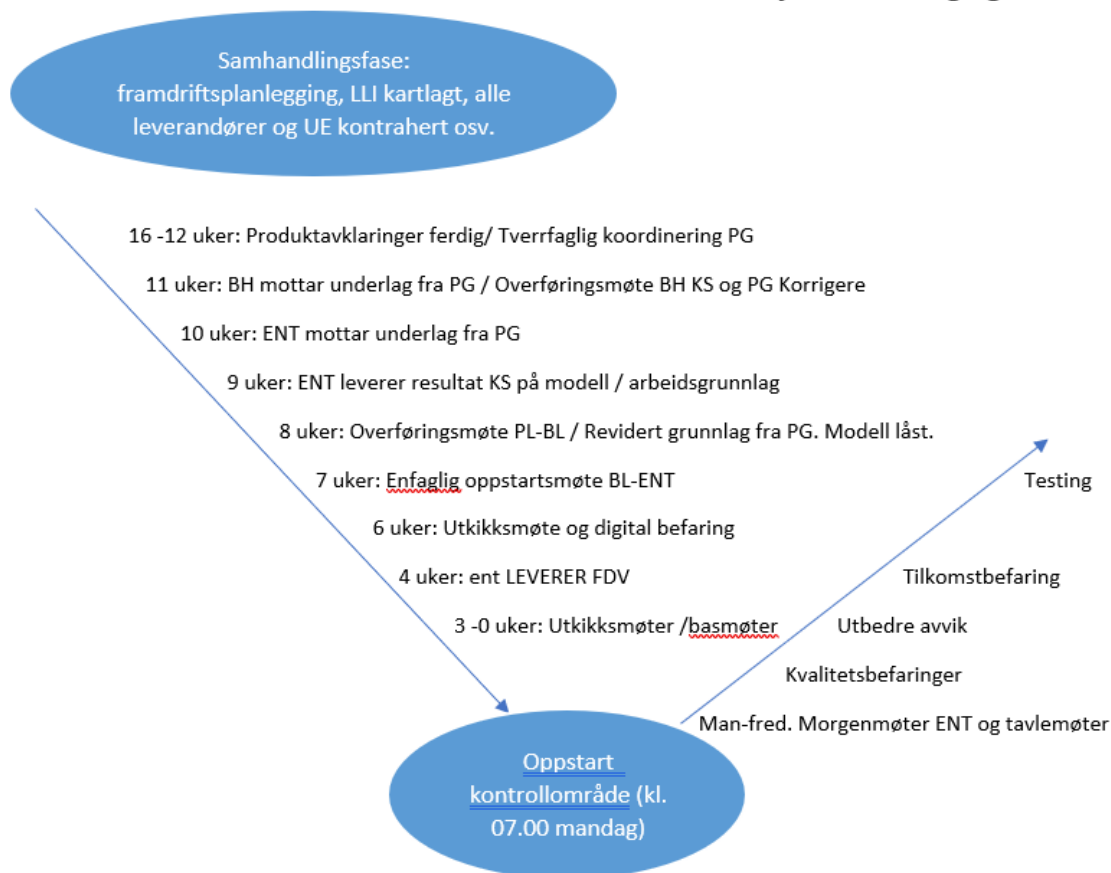 Samhandlingsfase:
framdriftsplanlegging, LLI kartlagt, alle
leverandører og UE kontrahert osv.
16 -12 uker: Produktavklaringer ferdig/ Tverrfaglig koordinering PG
11 uker: BH mottar underlag fra PG / Overføringsmøte BH KS og PG Korrigere
10 uker: ENT mottar underlag fra PG
9 uker: ENT leverer resultat KS på modell / arbeidsgrunnlag
8 uker: Overføringsmøte PL-BL / Revidert grunnlag fra PG. Modell låst.
7 uker: Enfaglig oppstartsmøte BL-ENT
6 uker: Utkikksmøte og digital befaring
4 uker: ent LEVERER FDV
3 -0 uker: Utkikksmøter /basmøter
Testing
Tilkomstbefaring
Utbedre avvik
Kvalitetsbefaringer
Man-fred. Morgenmøter ENT og tavlemøter
Oppstart
kontrollområde (kl.
07.00 mandag)